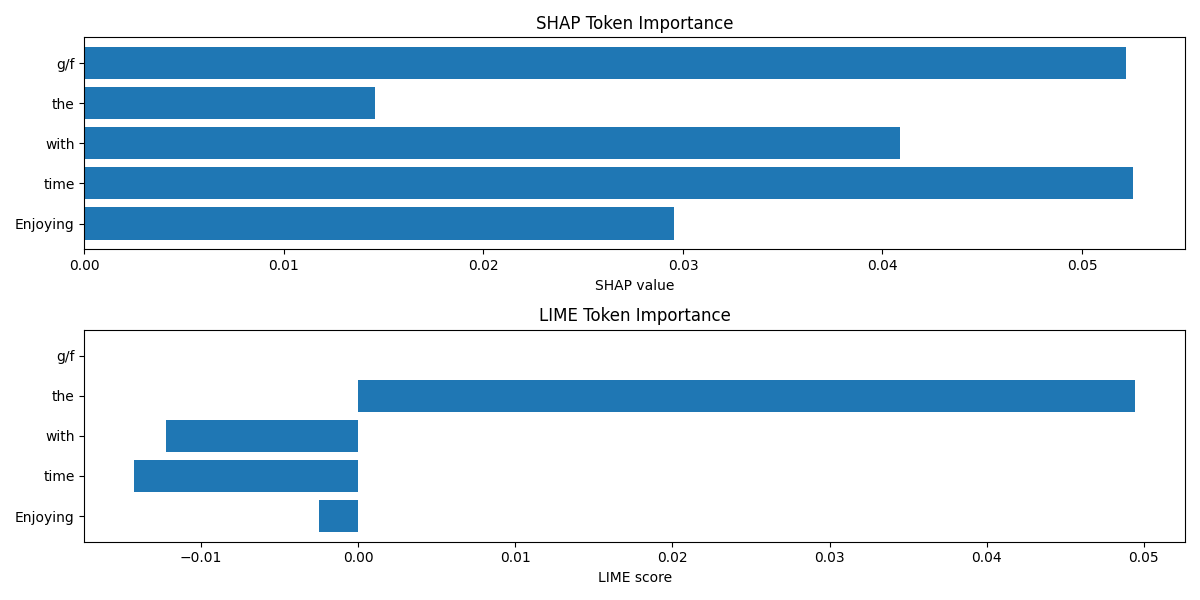 SHAP Token Importance
g/f
the
with
time
Enjoying
0.00 0.01 0.02 0.03 0.04 0.05
SHAP value
LIME Token Importance
g/f
the
with
time
Enjoying
−0.01 0.00 0.01 0.02 0.03 0.04 0.05
LIME score